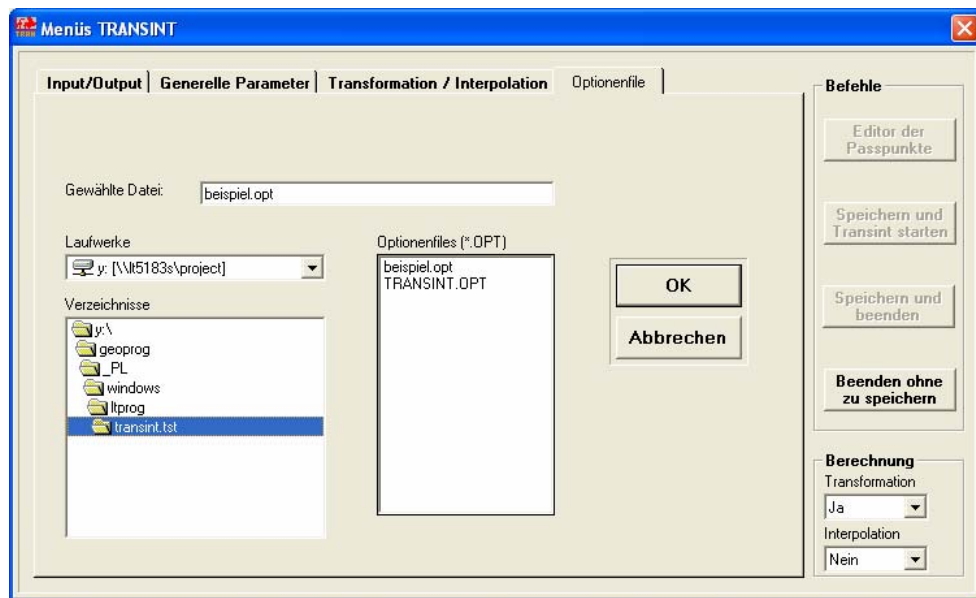 Menüs TRANSINT
Input/Output
Generelle Parameter
Transformation / Interpolation
Optionenfile
Gewählte Datei:
beispiel.opt
Laufwerke
y: [\\lt5183s\project]
Verzeichnisse
y:\
geoprog
_PL
windows
ltprog
transint.tst
Optionenfiles (*.OPT)
beispiel.opt
TRANSINT.OPT
OK
Abbrechen
Befehle
Editor der
Passpunkte
Speichern und
Transint starten
Speichern und
beenden
Beenden ohne
zu speichern
Berechnung
Transformation
Ja
Interpolation
Nein